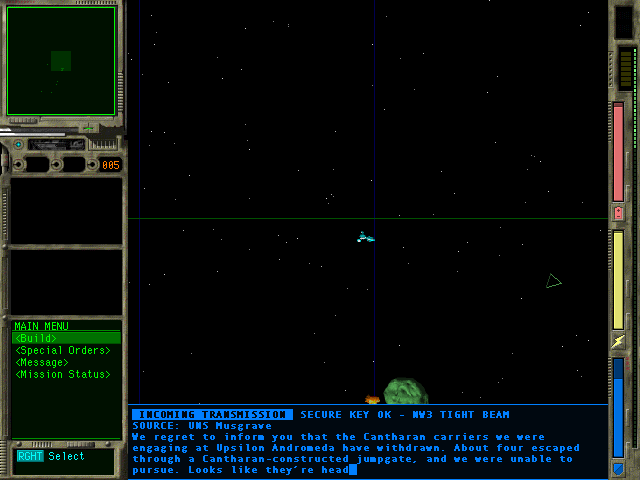 005
MAIN MENU
<Build>
<Special Orders>
<Message>
<Mission Status>
RGHT Select
INCOMING TRANSMISSION SECURE KEY OK - NW3 TIGHT BEAM
SOURCE: UNS Musgrave
We regret to inform you that the Cantharan carriers we were
engaging at Upsilon Andromeda have withdrawn. About four escaped
through a Cantharan-constructed jumpgate, and we were unable to
pursue. Looks like they're head